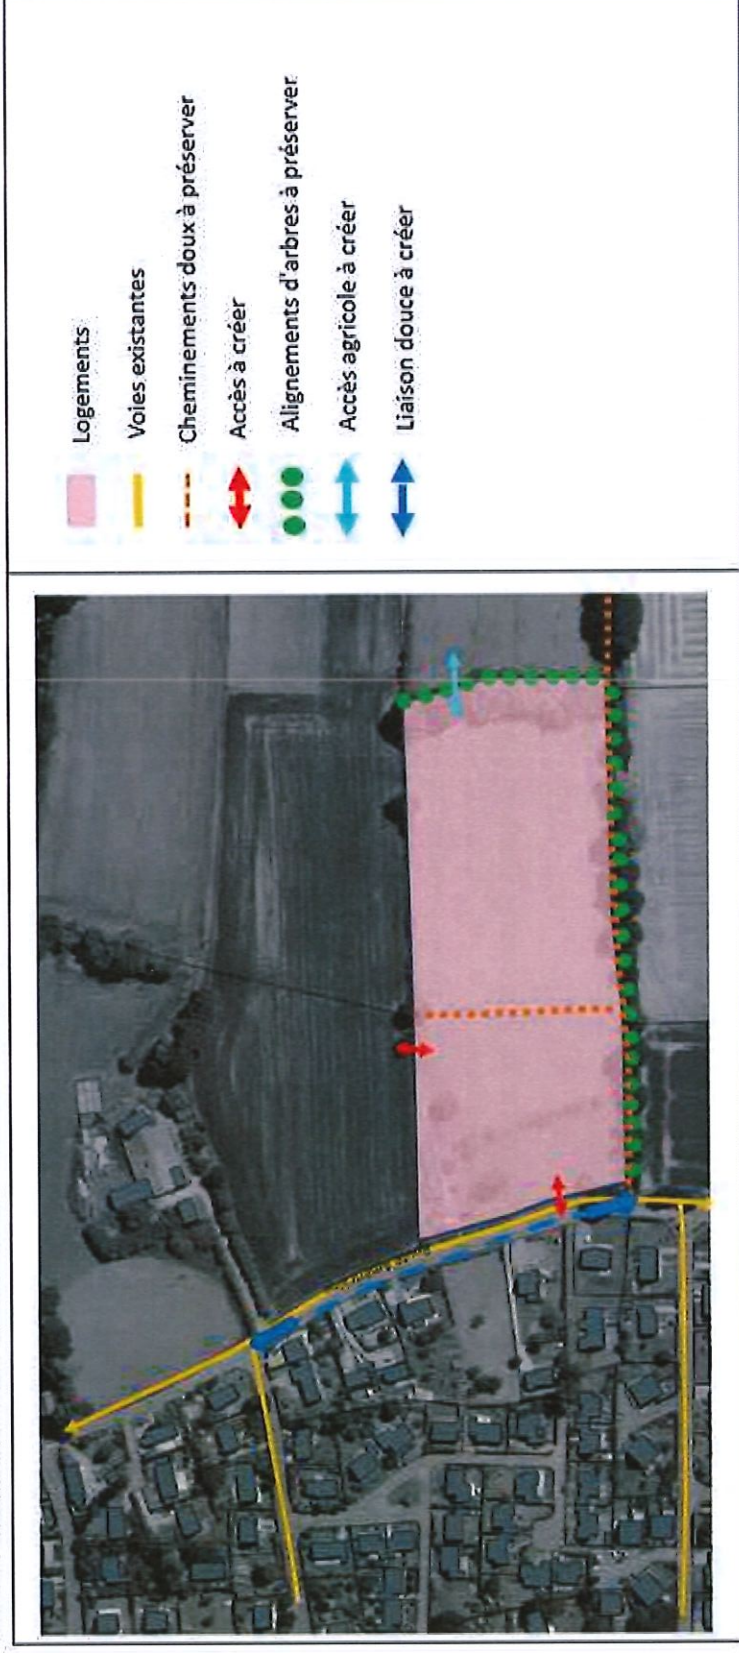 Logements
Voies existantes
Cheminements doux à préserver
Accès à créer
Alignements d'arbres à préserver
Accès agricole à créer
Liaison douce à créer